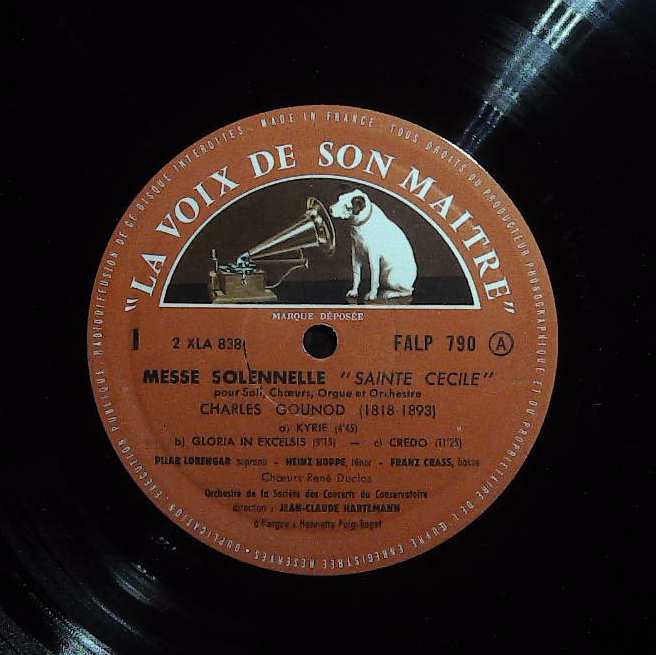 "LA VOIX DE SON MAITRE"
MADE IN FRANCE · TOUS DROITS DU PRODUCTEUR PHONOGRAPHIQUE ET DU PROPRIETAIRE DE L'ŒUVRE ENREGISTRÉE RESERVES · DUPLICATION · EXECUTION PUBLIQUE · RADIODIFFUSION DE CE DISQUE INTERDITES ·
MARQUE DÉPOSÉE
1 2 XLA 838 FALP 790 A
MESSE SOLENNELLE "SAINTE CECILE"
pour Soli, Chœurs, Orgue et Orchestre
CHARLES GOUNOD (1818-1893)
a) KYRIE (4'45)
b) GLORIA IN EXCELSIS (9'15) — c) CREDO (11'25)
PILAR LORENGAR soprano - HEINZ HOPPE, ténor - FRANZ CRASS, basse
Chœurs René Duclos
Orchestre de la Société des Concerts du Conservatoire
direction : JEAN-CLAUDE HARTEMANN
à l'orgue : Henriette Puig-Roget